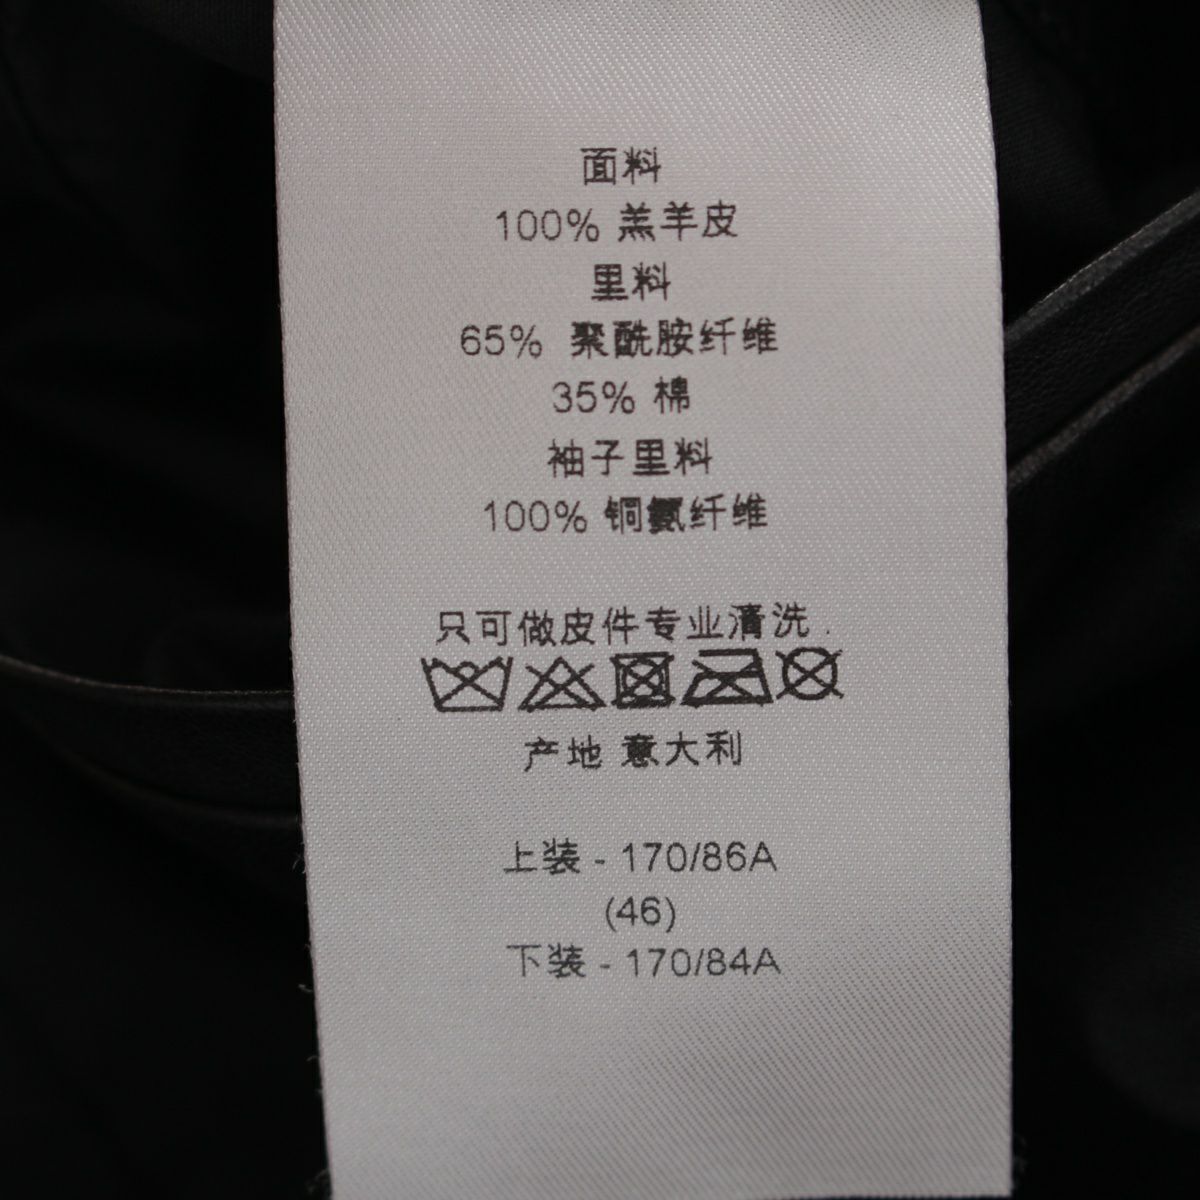 面料
100% 羔羊皮
里料
65% 聚酰胺纤维
35% 棉
袖子里料
100% 铜氨纤维
只可做皮件专业清洗.
产地 意大利
上装 - 170/86A
(46)
下装 - 170/84A